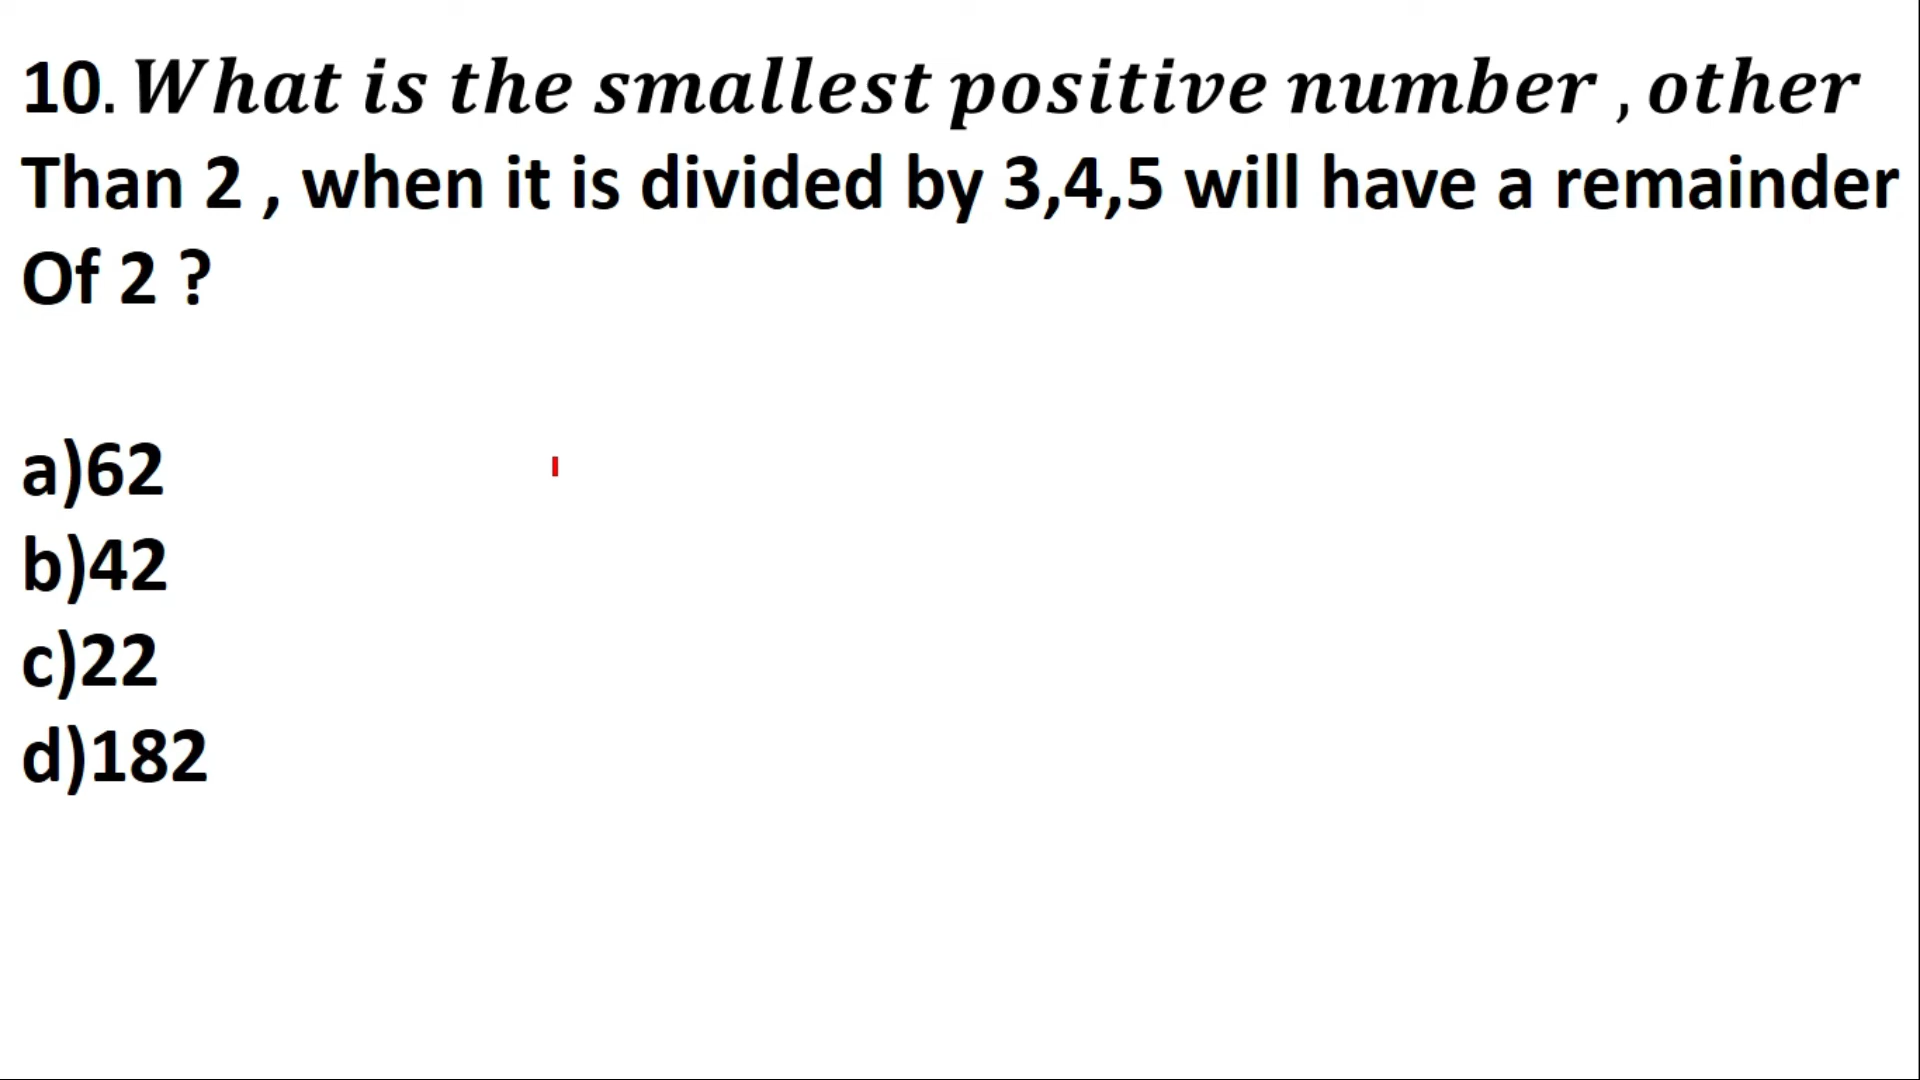 10. What is the smallest positive number , other
Than 2 , when it is divided by 3,4,5 will have a remainder
Of 2 ?
a)62
b)42
c)22
d)182